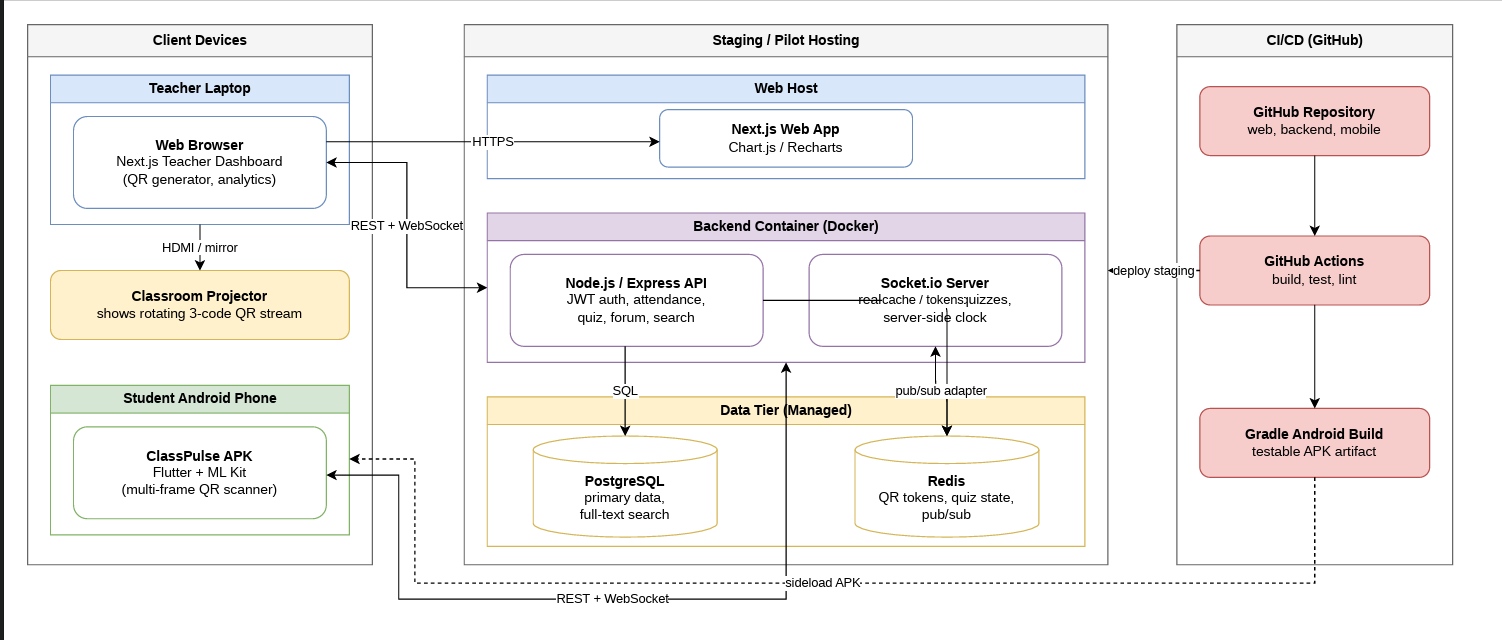 Client Devices
Teacher Laptop
Web Browser
Next.js Teacher Dashboard
(QR generator, analytics)
HDMI / mirror
Classroom Projector
shows rotating 3-code QR stream
Student Android Phone
ClassPulse APK
Flutter + ML Kit
(multi-frame QR scanner)
HTTPS
REST + WebSocket
Staging / Pilot Hosting
Web Host
Next.js Web App
Chart.js / Recharts
Backend Container (Docker)
Node.js / Express API
JWT auth, attendance,
quiz, forum, search
Socket.io Server
cache / tokens
quizzes,
server-side clock
SQL
pub/sub adapter
Data Tier (Managed)
PostgreSQL
primary data,
full-text search
Redis
QR tokens, quiz state,
pub/sub
sideload APK
REST + WebSocket
deploy staging
CI/CD (GitHub)
GitHub Repository
web, backend, mobile
GitHub Actions
build, test, lint
Gradle Android Build
testable APK artifact